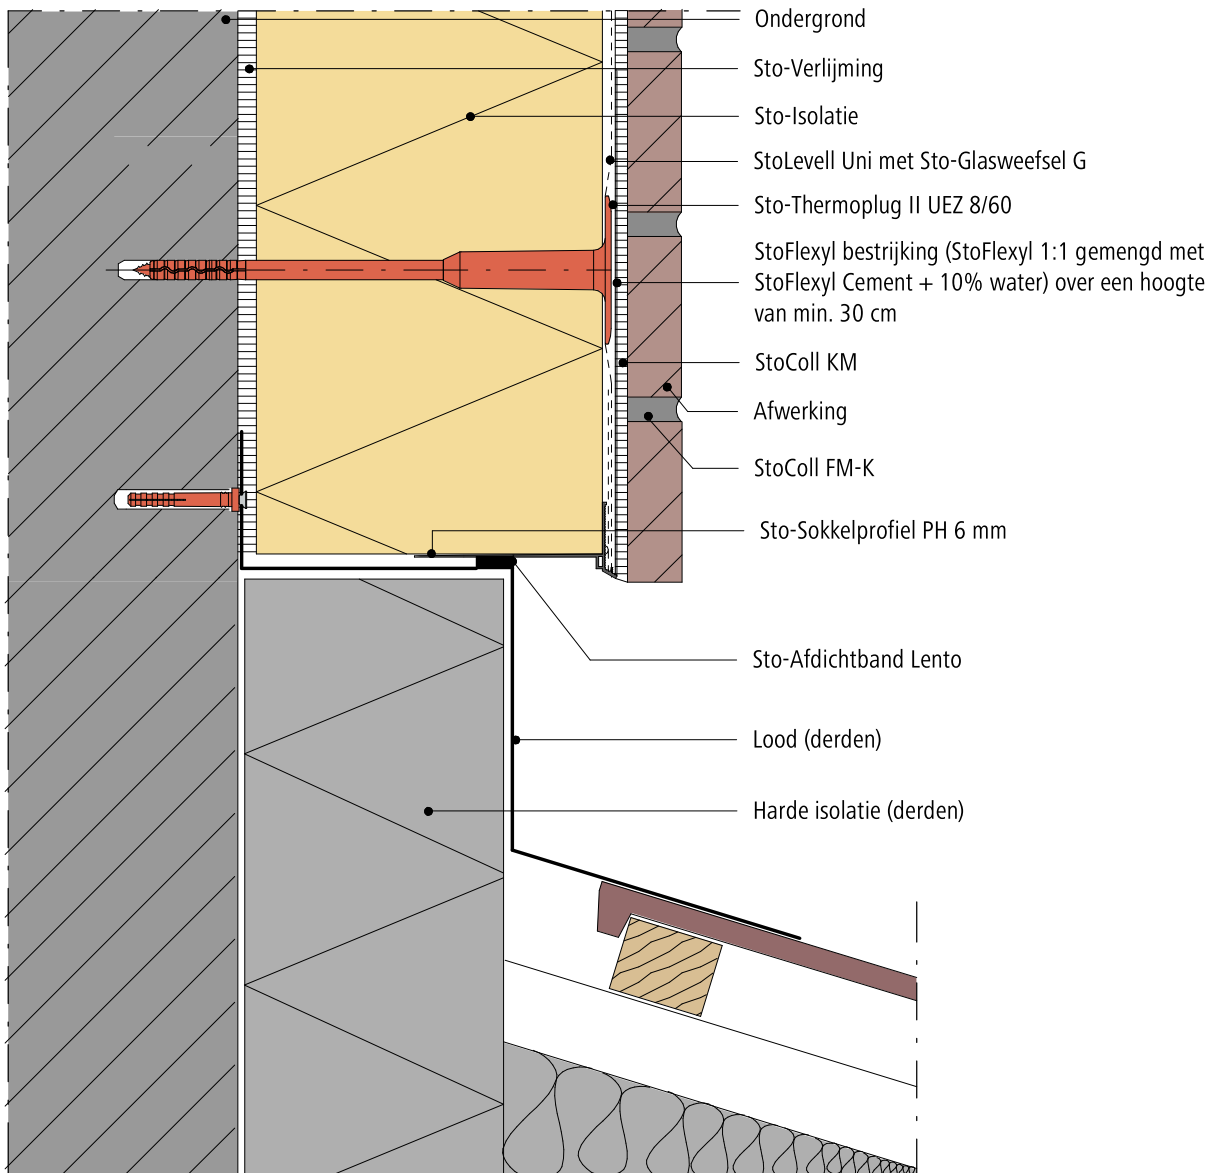 Ondergrond
Sto-Verlijming
Sto-Isolatie
StoLevell Uni met Sto-Glasweefsel G
Sto-Thermoplug II UEZ 8/60
StoFlexyl bestrijking (StoFlexyl 1:1 gemengd met
StoFlexyl Cement + 10% water) over een hoogte
van min. 30 cm
StoColl KM
Afwerking
StoColl FM-K
Sto-Sokkelprofiel PH 6 mm
Sto-Afdichtband Lento
Lood (derden)
Harde isolatie (derden)